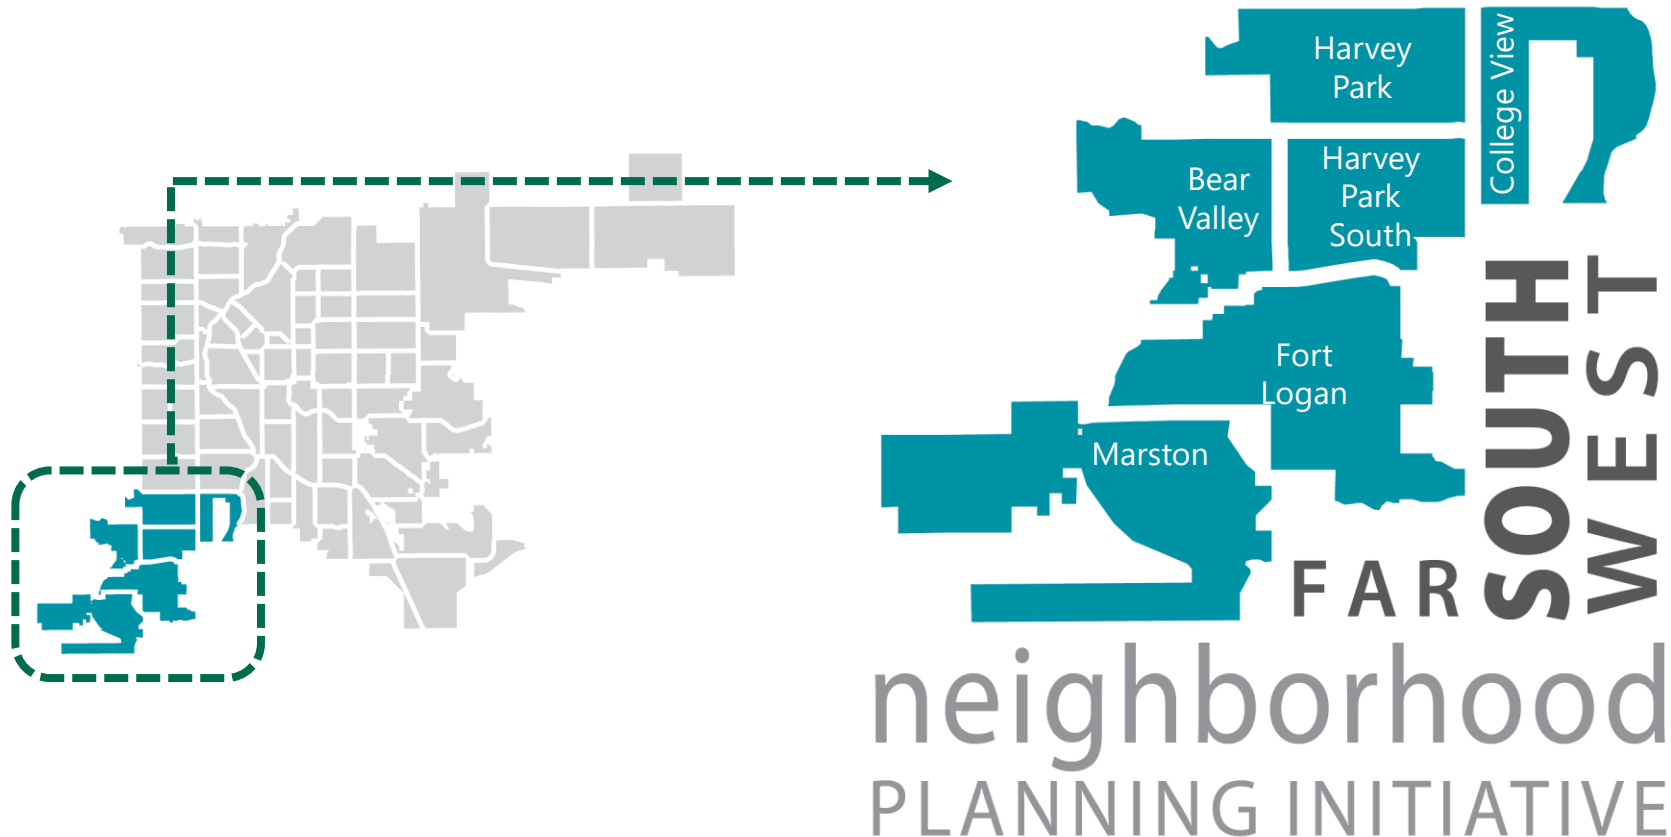 Harvey
Park
College View
Bear
Valley
Harvey
Park
South
Fort
Logan
Marston
FAR
SOUTH
WEST
neighborhood
PLANNING INITIATIVE